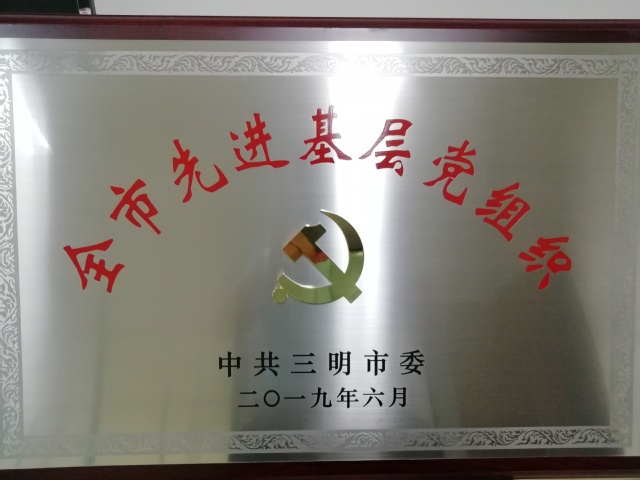 全市先进基层党组织
中共三明市委
二〇一九年六月